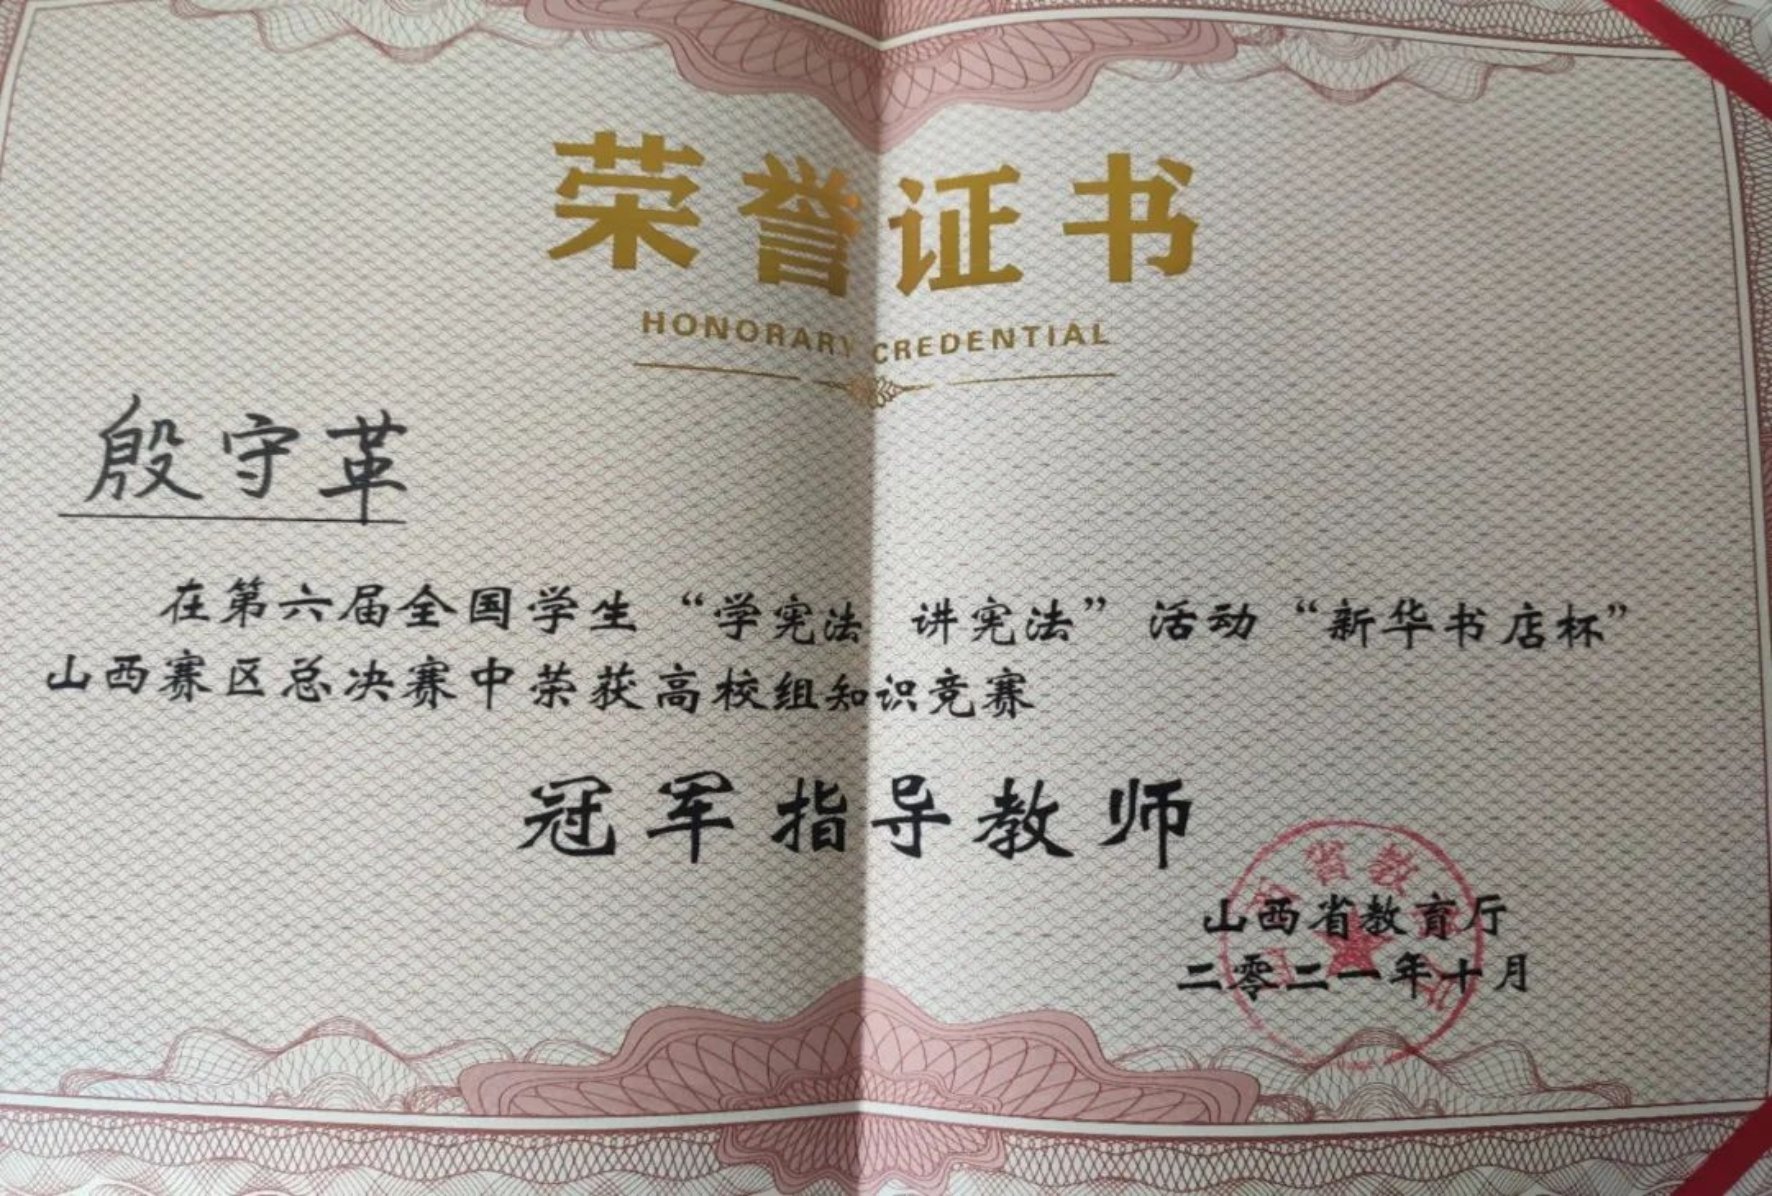 荣誉证书
HONORARY CREDENTIAL
殷守革
在第六届全国学生“学宪法 讲宪法”活动“新华书店杯”
山西赛区总决赛中荣获高校组知识竞赛
冠军指导教师
山西省教育厅
二零二一年十月